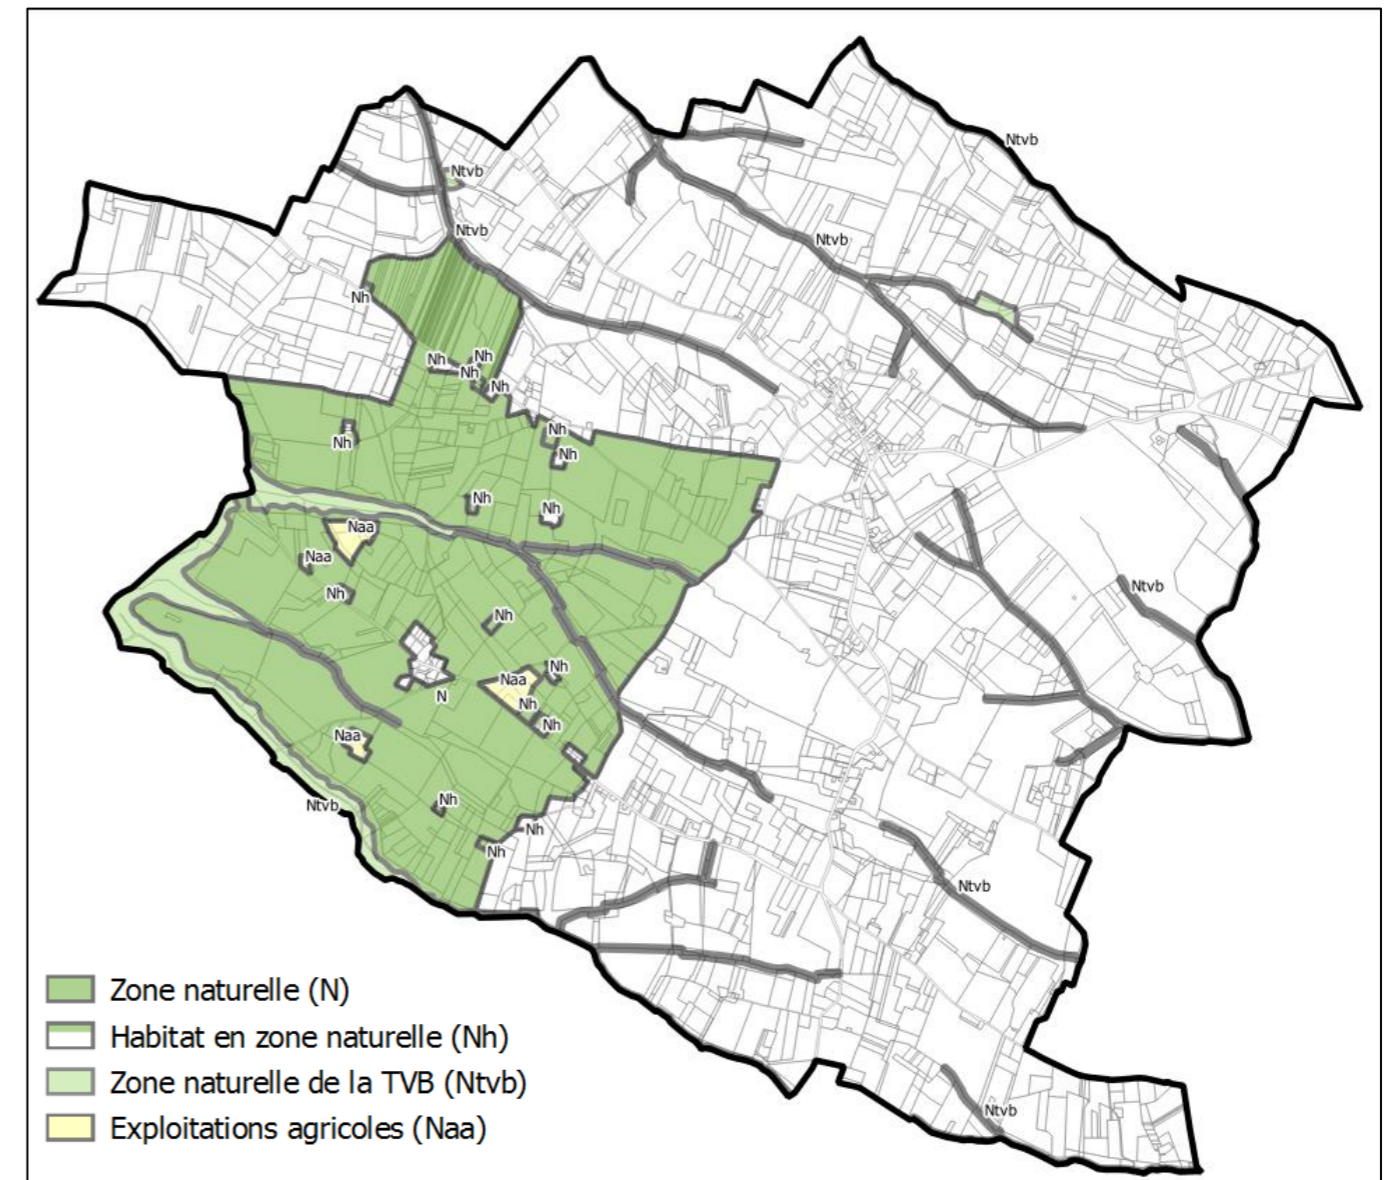 Ntvb
Ntvb
Ntvb
Ntvb
Nh
Nh
Nh
Nh
Nh
Nh
Nh
Nh
Nh
Nh
Naa
Naa
Ntvb
Nh
Nh
Nh
Naa
N
Nh
Nh
Naa
Nh
Ntvb
Nh
Nh
Ntvb
Zone naturelle (N)
Habitat en zone naturelle (Nh)
Zone naturelle de la TVB (Ntvb)
Exploitations agricoles (Naa)
Ntvb